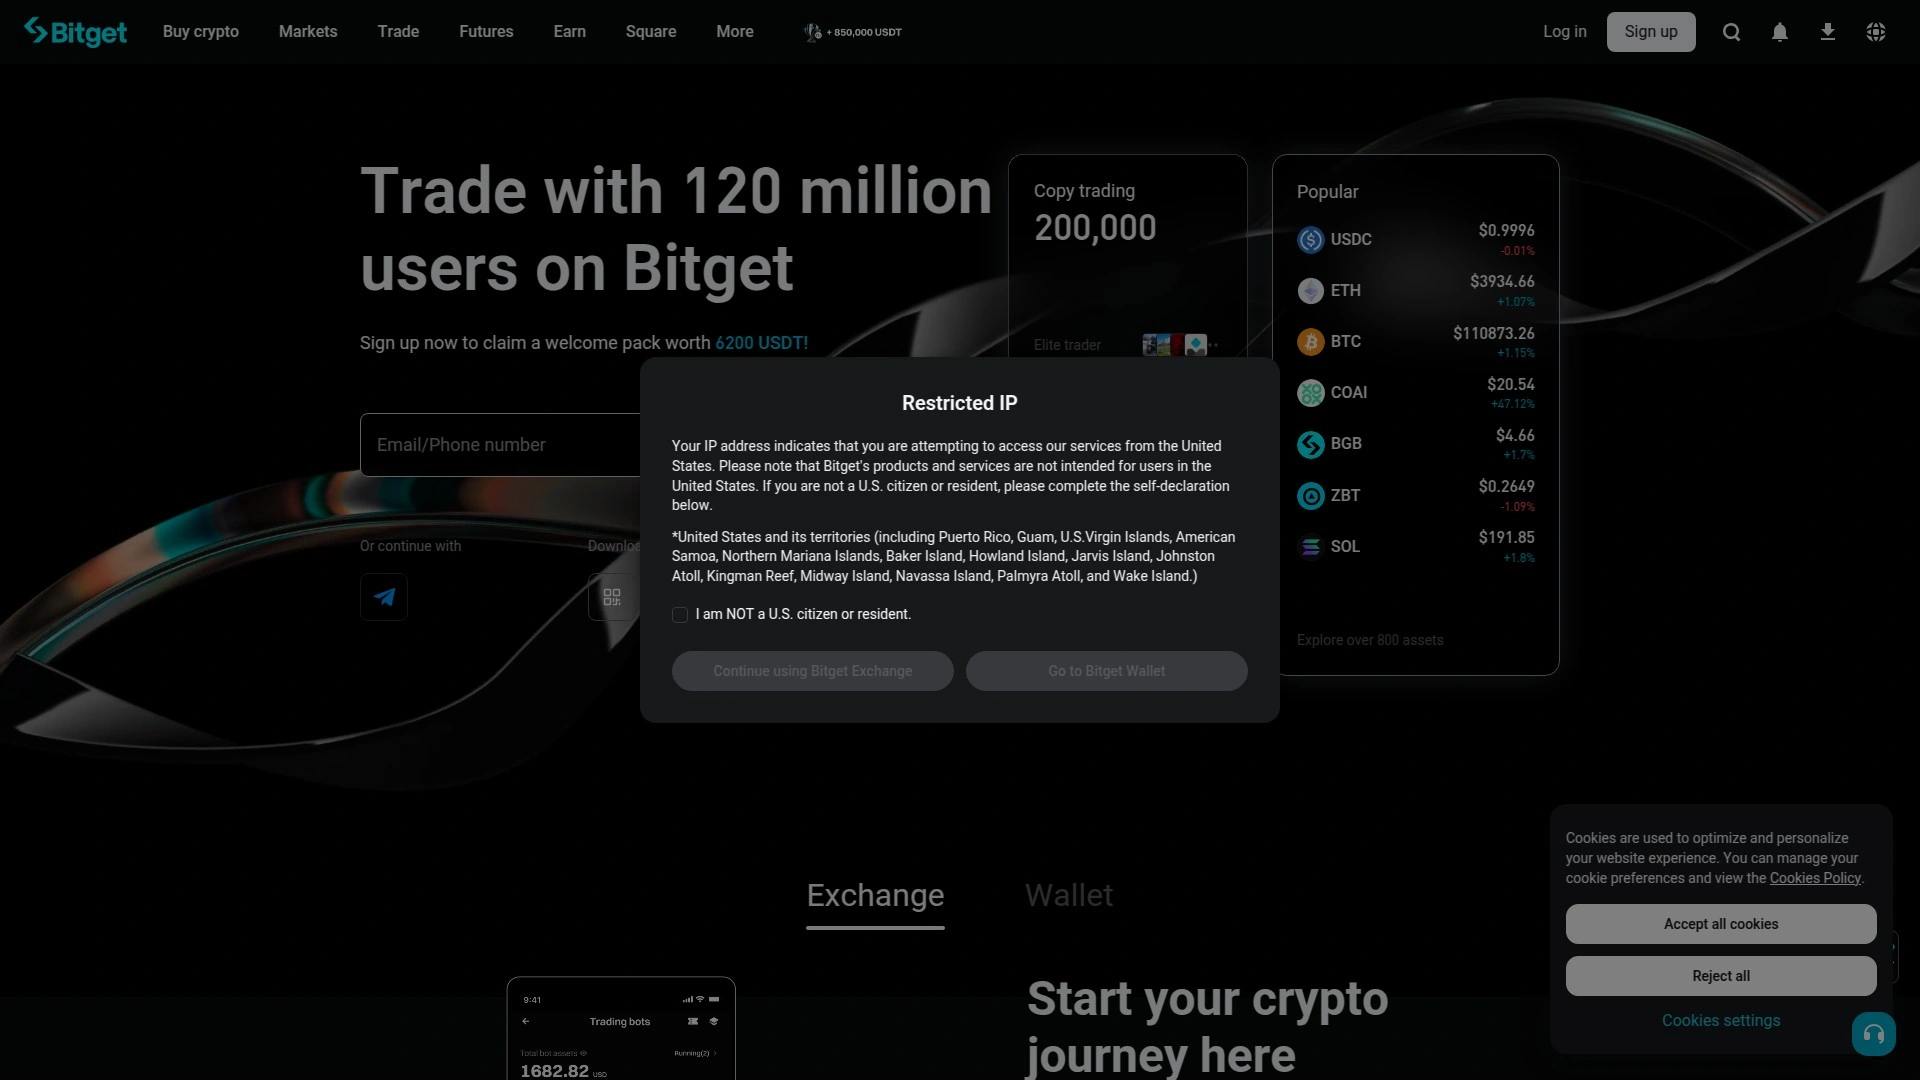 Bitget
Buy crypto
Markets
Trade
Futures
Earn
Square
More
+ 850,000 USDT
Log in
Sign up
Trade with 120 million
users on Bitget
Sign up now to claim a welcome pack worth 6200 USDT!
Email/Phone number
Or continue with
Downloa
Copy trading
200,000
Elite trader
Popular
USDC $0.9996
-0.01%
ETH $3934.66
+1.07%
BTC $110873.26
+1.15%
COAI $20.54
+47.12%
BGB $4.66
+1.7%
ZBT $0.2649
-1.09%
SOL $191.85
+1.8%
Explore over 800 assets
Restricted IP
Your IP address indicates that you are attempting to access our services from the United
States. Please note that Bitget's products and services are not intended for users in the
United States. If you are not a U.S. citizen or resident, please complete the self-declaration
below.
*United States and its territories (including Puerto Rico, Guam, U.S.Virgin Islands, American
Samoa, Northern Mariana Islands, Baker Island, Howland Island, Jarvis Island, Johnston
Atoll, Kingman Reef, Midway Island, Navassa Island, Palmyra Atoll, and Wake Island.)
I am NOT a U.S. citizen or resident.
Continue using Bitget Exchange
Go to Bitget Wallet
Exchange
Wallet
9:41
Trading bots
Total bot assets
Running(2)
1682.82 USD
Start your crypto
journey here
Cookies are used to optimize and personalize
your website experience. You can manage your
cookie preferences and view the Cookies Policy.
Accept all cookies
Reject all
Cookies settings